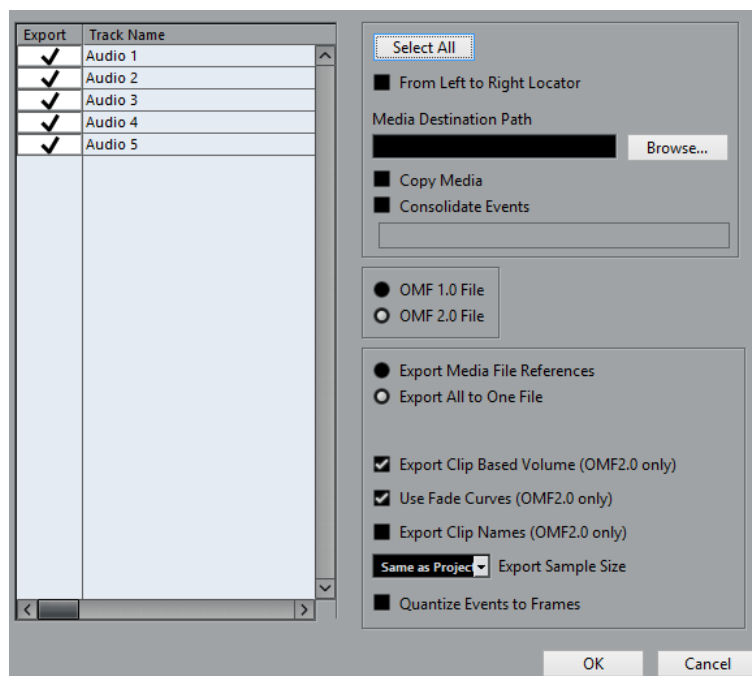 Export Track Name
Audio 1
Audio 2
Audio 3
Audio 4
Audio 5
Select All
From Left to Right Locator
Media Destination Path
Browse...
Copy Media
Consolidate Events
OMF 1.0 File
OMF 2.0 File
Export Media File References
Export All to One File
Export Clip Based Volume (OMF2.0 only)
Use Fade Curves (OMF2.0 only)
Export Clip Names (OMF2.0 only)
Same as Project Export Sample Size
Quantize Events to Frames
OK Cancel